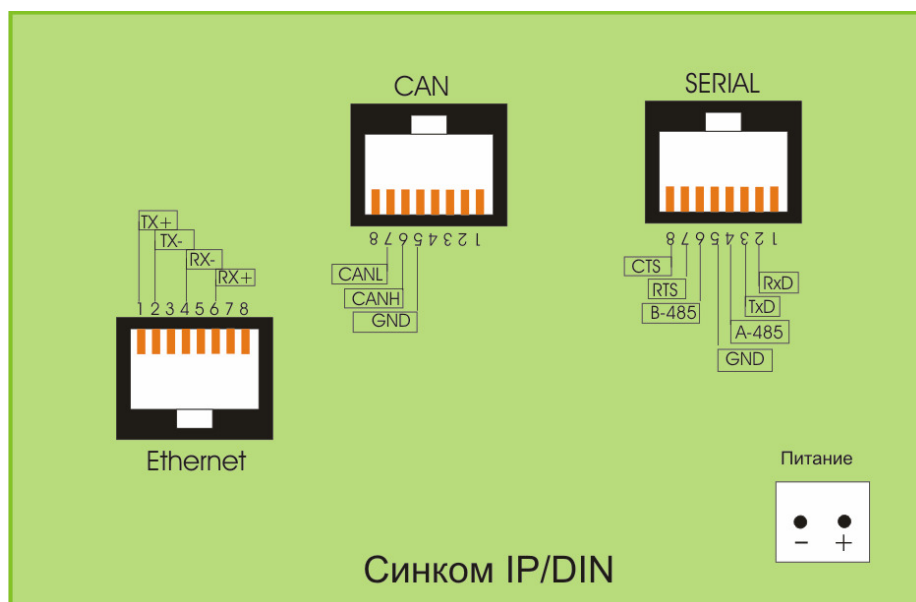 CAN
SERIAL
8 7 6 5 4 3 2 1
8 7 6 5 4 3 2 1
TX+
TX-
RX-
RX+
1 2 3 4 5 6 7 8
CANL
CANH
GND
CTS
RTS
B-485
RxD
TxD
A-485
GND
Ethernet
Питание
- +
Синком IP/DIN